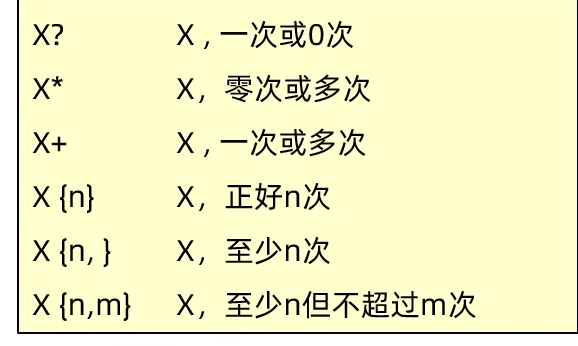 X? X , 一次或0次
X* X，零次或多次
X+ X , 一次或多次
X {n} X，正好n次
X {n, } X，至少n次
X {n,m} X，至少n但不超过m次